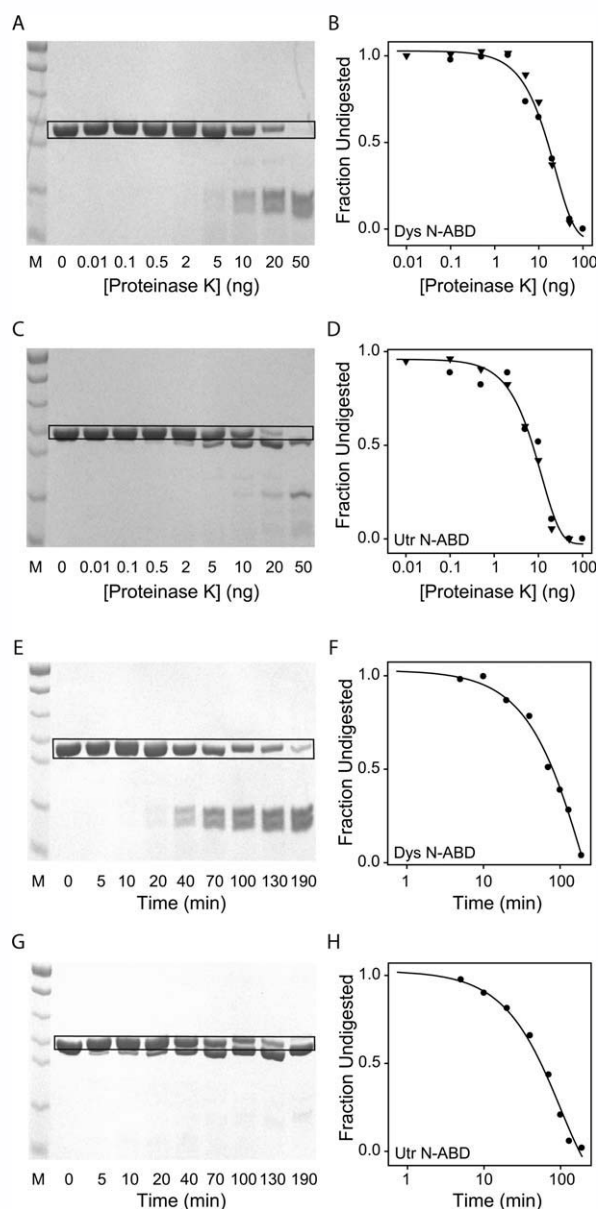 A
M 0 0.01 0.1 0.5 2 5 10 20 50
[Proteinase K] (ng)
B
Fraction Undigested
1.0
0.5
0.0
Dys N-ABD
0.01 0.1 1 10 100
[Proteinase K] (ng)
C
M 0 0.01 0.1 0.5 2 5 10 20 50
[Proteinase K] (ng)
D
Fraction Undigested
1.0
0.5
0.0
Utr N-ABD
0.01 0.1 1 10 100
[Proteinase K] (ng)
E
M 0 5 10 20 40 70 100 130 190
Time (min)
F
Fraction Undigested
1.0
0.5
0.0
Dys N-ABD
1 10 100
Time (min)
G
M 0 5 10 20 40 70 100 130 190
Time (min)
H
Fraction Undigested
1.0
0.5
0.0
Utr N-ABD
1 10 100
Time (min)